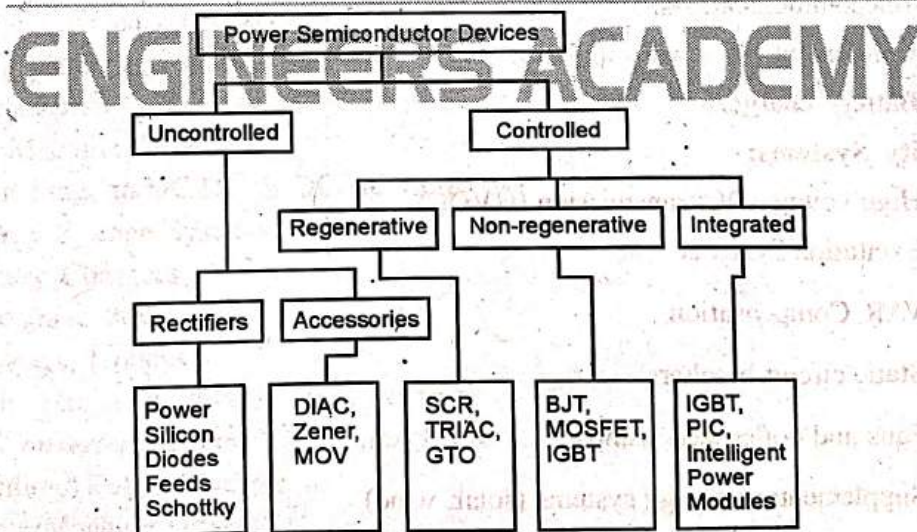 Power Semiconductor Devices
ENGINEERS ACADEMY
Uncontrolled
Controlled
Regenerative
Non-regenerative
Integrated
Rectifiers
Accessories
Power
Silicon
Diodes
Feeds
Schottky
DIAC,
Zener,
MOV
SCR,
TRIAC,
GTO
BJT,
MOSFET,
IGBT
IGBT,
PIC,
Intelligent
Power
Modules